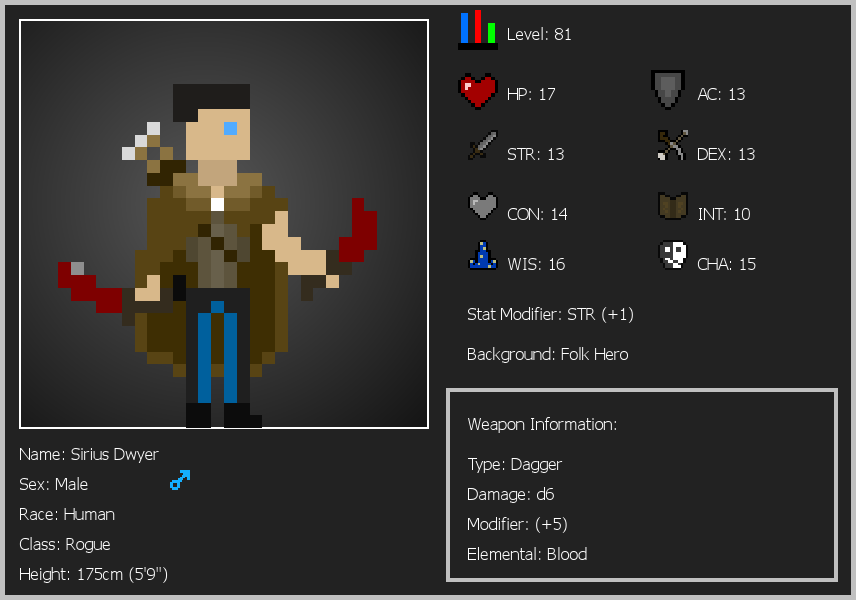 Level: 81
HP: 17
AC: 13
STR: 13
DEX: 13
CON: 14
INT: 10
WIS: 16
CHA: 15
Stat Modifier: STR (+1)
Background: Folk Hero
Weapon Information:
Type: Dagger
Damage: d6
Modifier: (+5)
Elemental: Blood
Name: Sirius Dwyer
Sex: Male
Race: Human
Class: Rogue
Height: 175cm (5'9")